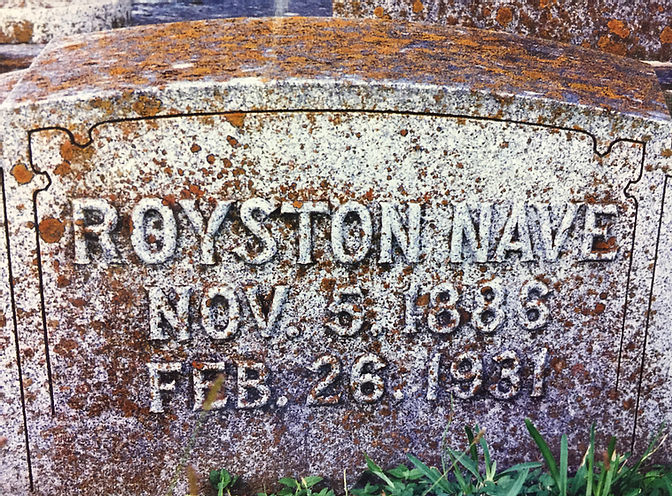 ROYSTON NAVE
NOV. 5. 1886
FEB. 26. 1931